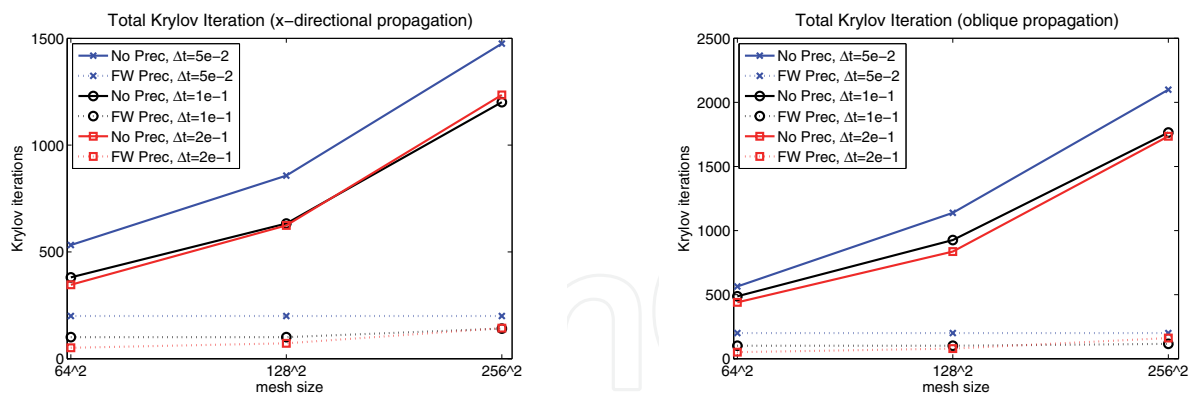 Total Krylov Iteration (x−directional propagation)
1500
1000
500
0
Krylov iterations
No Prec, Δt=5e−2
FW Prec, Δt=5e−2
No Prec, Δt=1e−1
FW Prec, Δt=1e−1
No Prec, Δt=2e−1
FW Prec, Δt=2e−1
64^2
128^2
256^2
mesh size
Total Krylov Iteration (oblique propagation)
2500
2000
1500
1000
500
0
Krylov iterations
No Prec, Δt=5e−2
FW Prec, Δt=5e−2
No Prec, Δt=1e−1
FW Prec, Δt=1e−1
No Prec, Δt=2e−1
FW Prec, Δt=2e−1
64^2
128^2
256^2
mesh size